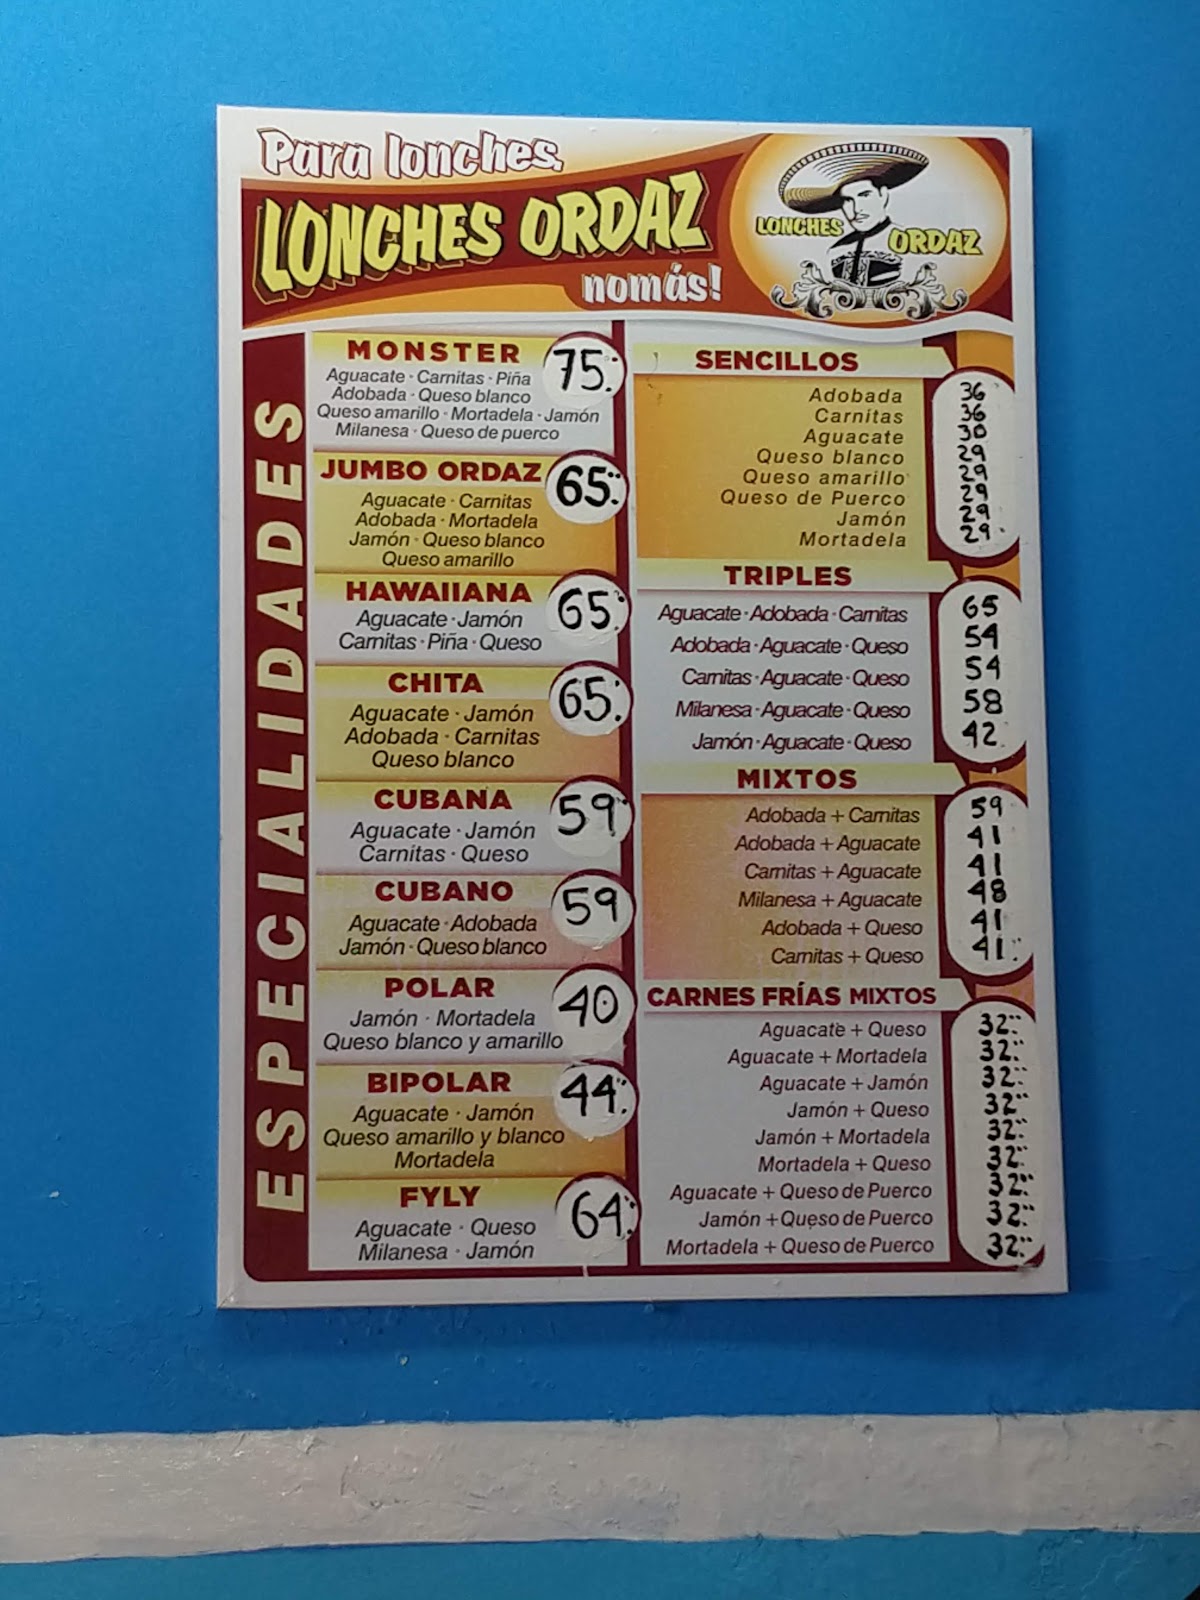 Para lonches,
LONCHES ORDAZ
nomás!
LONCHES ORDAZ
ESPECIALIDADES
MONSTER 75
Aguacate · Carnitas · Piña
Adobada · Queso blanco
Queso amarillo · Mortadela · Jamón
Milanesa · Queso de puerco
JUMBO ORDAZ 65
Aguacate · Carnitas
Adobada · Mortadela
Jamón · Queso blanco
Queso amarillo
HAWAIIANA 65
Aguacate · Jamón
Carnitas · Piña · Queso
CHITA 65
Aguacate · Jamón
Adobada · Carnitas
Queso blanco
CUBANA 59
Aguacate · Jamón
Carnitas · Queso
CUBANO 59
Aguacate · Adobada
Jamón · Queso blanco
POLAR 40
Jamón · Mortadela
Queso blanco y amarillo
BIPOLAR 44
Aguacate · Jamón
Queso amarillo y blanco
Mortadela
FYLY 64
Aguacate · Queso
Milanesa · Jamón
SENCILLOS
Adobada 36
Carnitas 36
Aguacate 30
Queso blanco 29
Queso amarillo 29
Queso de Puerco 29
Jamón 29
Mortadela 29
TRIPLES
Aguacate · Adobada · Carnitas 65
Adobada · Aguacate · Queso 54
Carnitas · Aguacate · Queso 54
Milanesa · Aguacate · Queso 58
Jamón · Aguacate · Queso 42
MIXTOS
Adobada + Carnitas 59
Adobada + Aguacate 41
Carnitas + Aguacate 41
Milanesa + Aguacate 48
Adobada + Queso 41
Carnitas + Queso 41
CARNES FRÍAS MIXTOS
Aguacate + Queso 32
Aguacate + Mortadela 32
Aguacate + Jamón 32
Jamón + Queso 32
Jamón + Mortadela 32
Mortadela + Queso 32
Aguacate + Queso de Puerco 32
Jamón + Queso de Puerco 32
Mortadela + Queso de Puerco 32